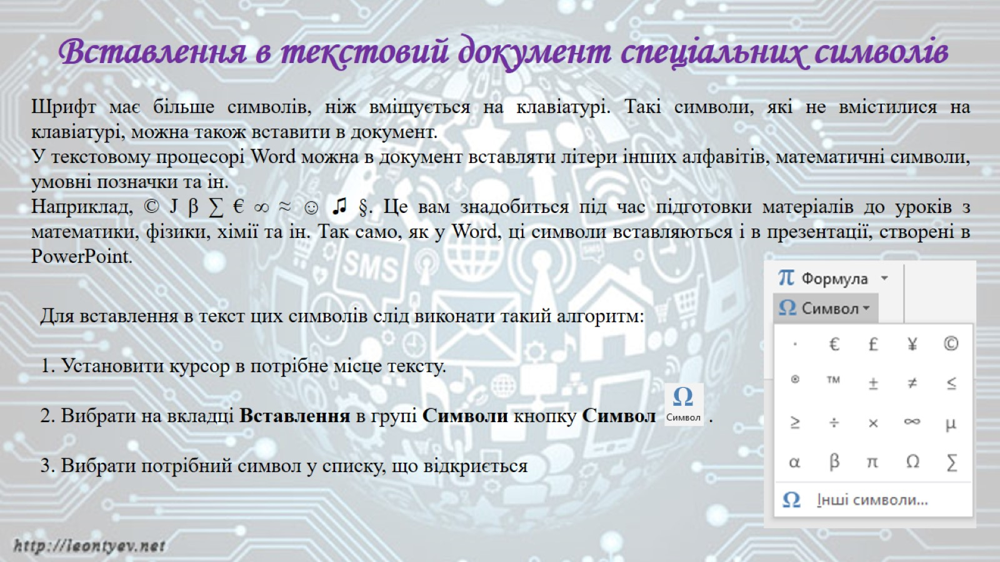 Вставлення в текстовий документ спеціальних символів
Шрифт має більше символів, ніж вміщується на клавіатурі. Такі символи, які не вмістилися на
клавіатурі, можна також вставити в документ.
У текстовому процесорі Word можна в документ вставляти літери інших алфавітів, математичні символи,
умовні позначки та ін.
Наприклад, © J β ∑ € ∞ ≈ ☺ ♫ §. Це вам знадобиться під час підготовки матеріалів до уроків з
математики, фізики, хімії та ін. Так само, як у Word, ці символи вставляються і в презентації, створені в
PowerPoint.
Для вставлення в текст цих символів слід виконати такий алгоритм:
1. Установити курсор в потрібне місце тексту.
2. Вибрати на вкладці Вставлення в групі Символи кнопку Символ Ω Символ .
3. Вибрати потрібний символ у списку, що відкриється
π Формула
Ω Символ
· € £ ¥ ©
® ™ ± ≠ ≤
≥ ÷ × ∞ µ
α β π Ω ∑
Ω Інші символи...
SMS
SMS
http://leontyev.net